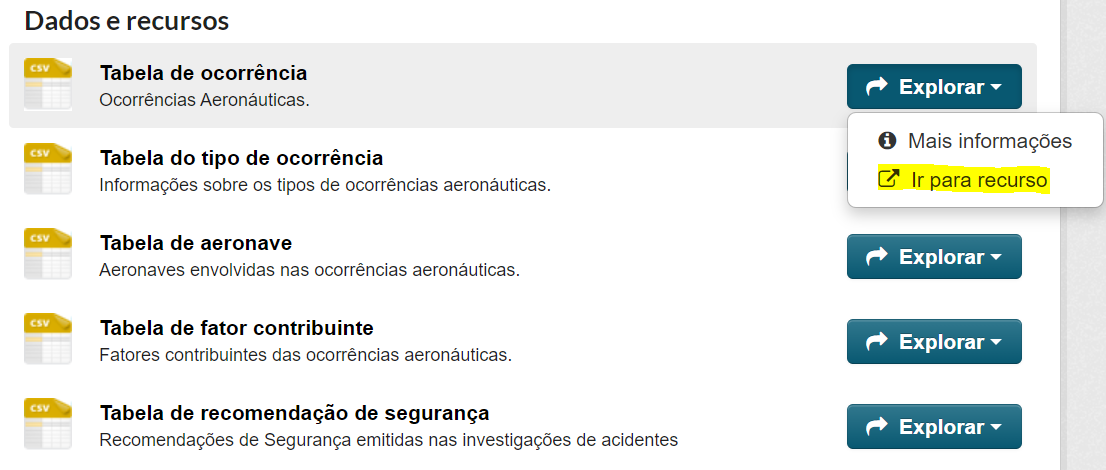 Dados e recursos
CSV
Tabela de ocorrência
Ocorrências Aeronáuticas.
Explorar
Mais informações
Ir para recurso
CSV
Tabela do tipo de ocorrência
Informações sobre os tipos de ocorrências aeronáuticas.
CSV
Tabela de aeronave
Aeronaves envolvidas nas ocorrências aeronáuticas.
Explorar
CSV
Tabela de fator contribuinte
Fatores contribuintes das ocorrências aeronáuticas.
Explorar
CSV
Tabela de recomendação de segurança
Recomendações de Segurança emitidas nas investigações de acidentes
Explorar